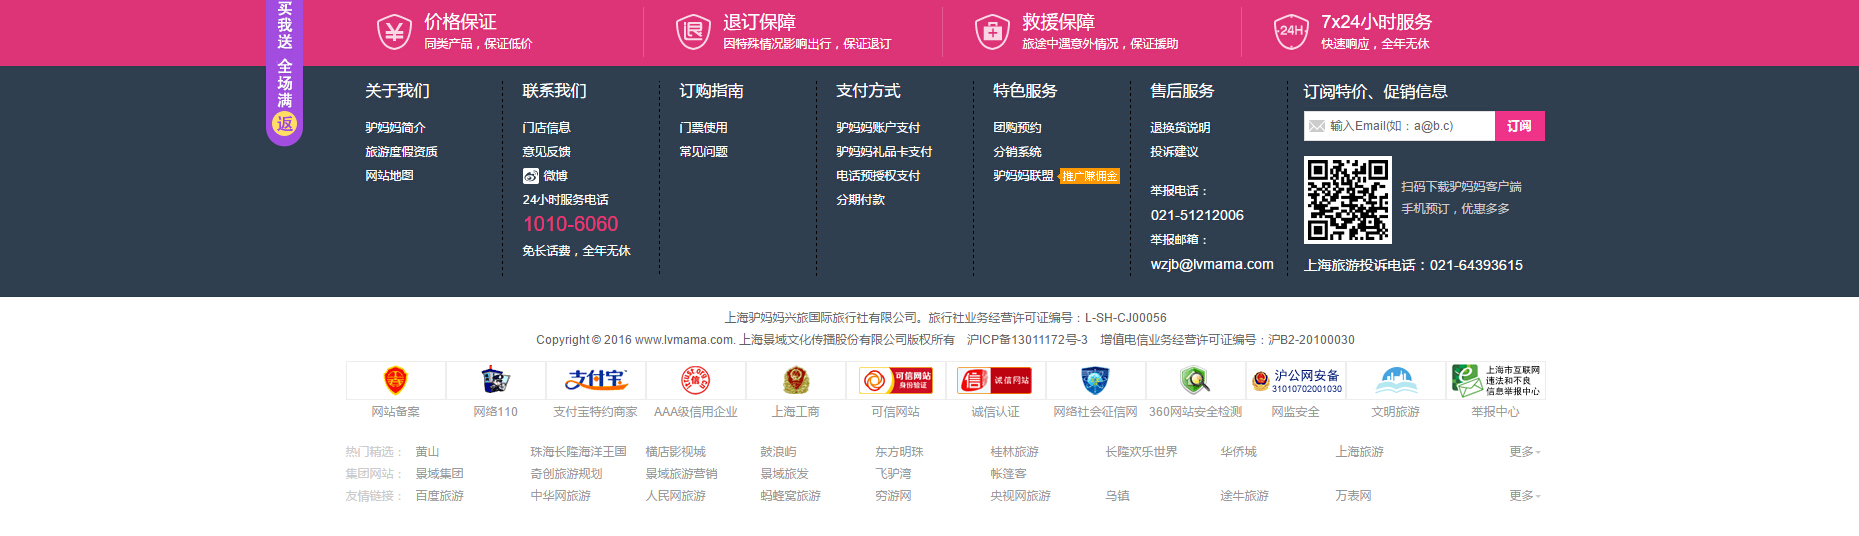 买我送 全场满返
价格保证
同类产品，保证低价
退订保障
因特殊情况影响出行，保证退订
救援保障
旅途中遇意外情况，保证援助
24H
7x24小时服务
快速响应，全年无休
关于我们
驴妈妈简介
旅游度假资质
网站地图
联系我们
门店信息
意见反馈
微博
24小时服务电话
1010-6060
免长话费，全年无休
订购指南
门票使用
常见问题
支付方式
驴妈妈账户支付
驴妈妈礼品卡支付
电话预授权支付
分期付款
特色服务
团购预约
分销系统
驴妈妈联盟 推广赚佣金
售后服务
退换货说明
投诉建议
举报电话：
021-51212006
举报邮箱：
wzjb@lvmama.com
订阅特价、促销信息
输入Email(如：a@b.c) 订阅
扫码下载驴妈妈客户端
手机预订，优惠多多
上海旅游投诉电话：021-64393615
上海驴妈妈兴旅国际旅行社有限公司。旅行社业务经营许可证编号：L-SH-CJ00056
Copyright © 2016 www.lvmama.com. 上海景域文化传播股份有限公司版权所有 沪ICP备13011172号-3 增值电信业务经营许可证编号：沪B2-20100030
支付宝
可信网站
身份验证
诚信网站
沪公网安备
31010702001030
上海市互联网
违法和不良
信息举报中心
网站备案 网络110 支付宝特约商家 AAA级信用企业 上海工商 可信网站 诚信认证 网络社会征信网 360网站安全检测 网监安全 文明旅游 举报中心
热门精选： 黄山 珠海长隆海洋王国 横店影视城 鼓浪屿 东方明珠 桂林旅游 长隆欢乐世界 华侨城 上海旅游 更多
集团网站： 景域集团 奇创旅游规划 景域旅游营销 景域旅发 飞驴湾 帐篷客
友情链接： 百度旅游 中华网旅游 人民网旅游 蚂蜂窝旅游 穷游网 央视网旅游 乌镇 途牛旅游 万表网 更多